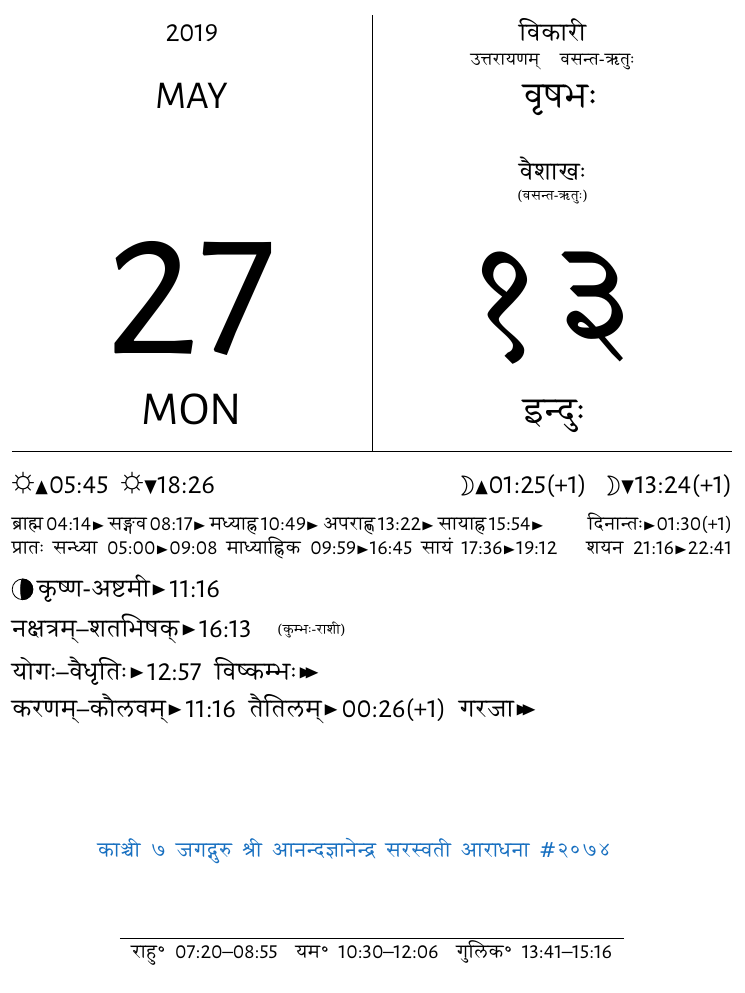 2019
MAY
27
MON
विकारी
उत्तरायणम् वसन्त-ऋतुः
वृषभः
वैशाखः
(वसन्त-ऋतुः)
१३
इन्दुः
☼▲05:45 ☼▼18:26 ☽▲01:25(+1) ☽▼13:24(+1)
ब्राह्म 04:14► सङ्गव 08:17► मध्याह्न 10:49► अपराह्ण 13:22► सायाह्न 15:54► दिनान्तः►01:30(+1)
प्रातः सन्ध्या 05:00►09:08 माध्याह्निक 09:59►16:45 सायं 17:36►19:12 शयन 21:16►22:41
◑ कृष्ण-अष्टमी►11:16
नक्षत्रम्–शतभिषक्►16:13 (कुम्भः-राशी)
योगः–वैधृतिः►12:57 विष्कम्भः►►
करणम्–कौलवम्►11:16 तैतिलम्►00:26(+1) गरजा►►
काञ्ची ७ जगद्गुरु श्री आनन्दज्ञानेन्द्र सरस्वती आराधना #२०७४
राहु॰ 07:20–08:55 यम॰ 10:30–12:06 गुलिक॰ 13:41–15:16